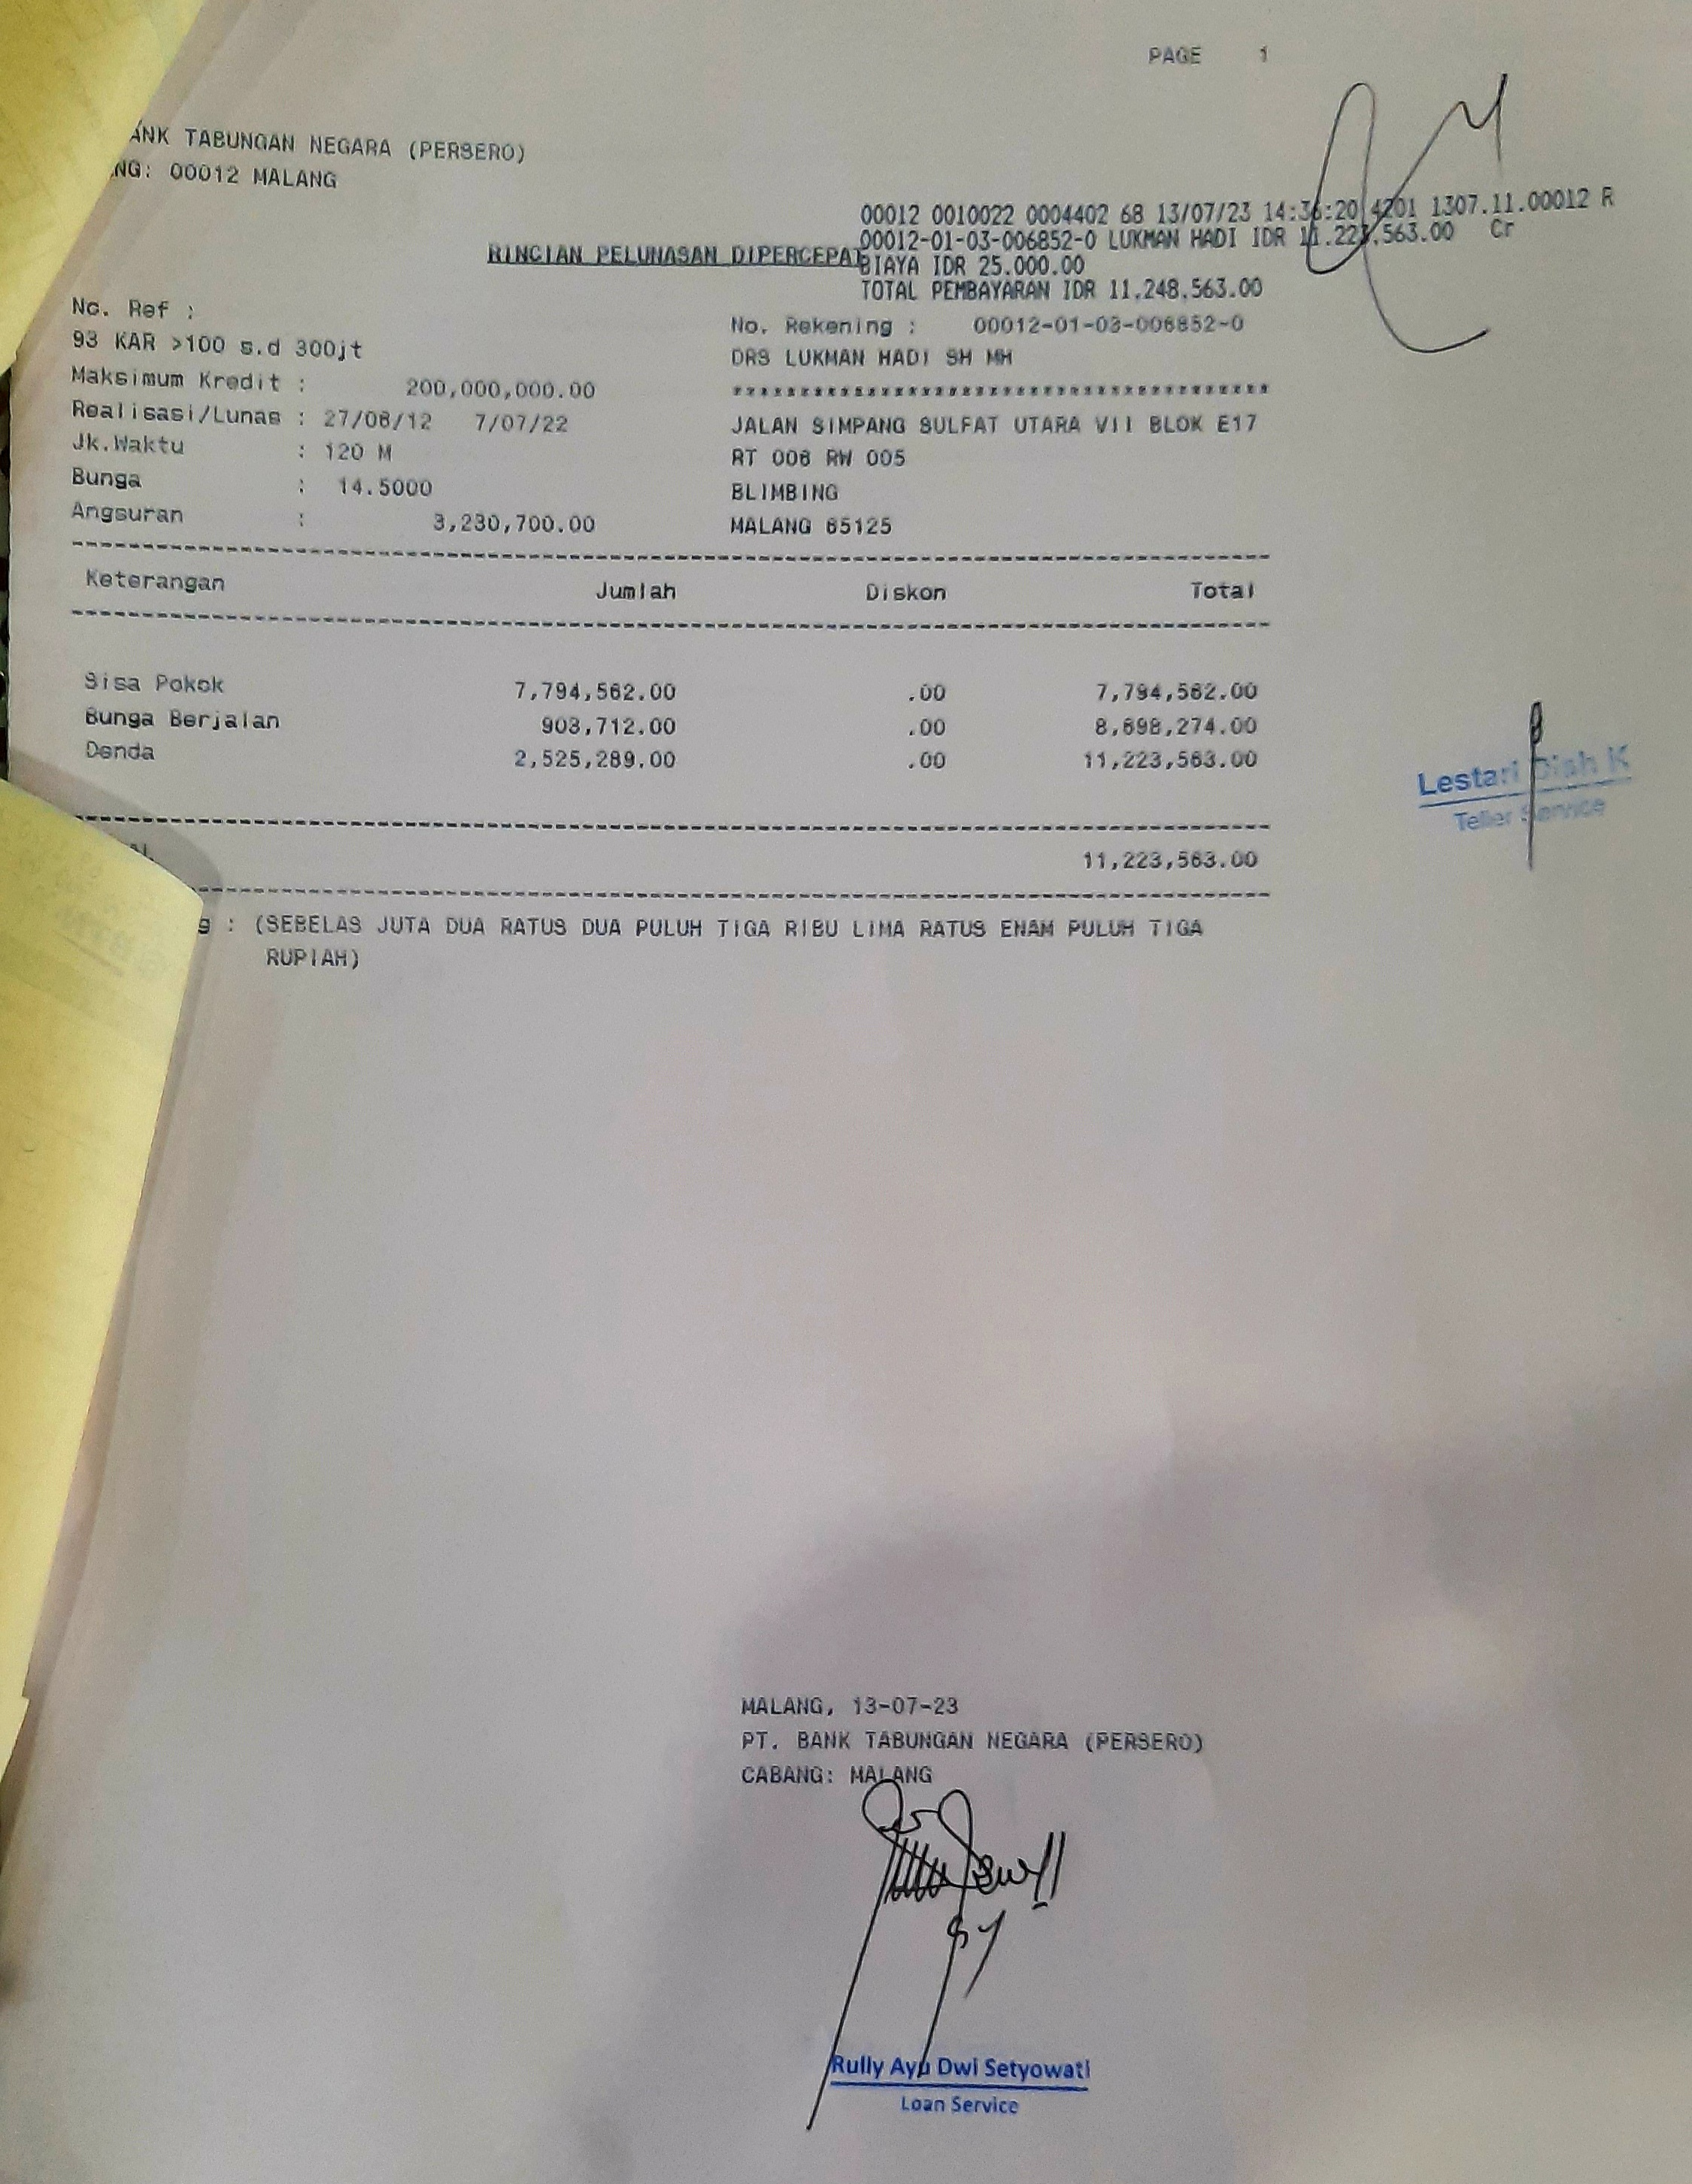 PAGE 1
ANK TABUNGAN NEGARA (PERSERO)
NG: 00012 MALANG
00012 0010022 0004402 68 13/07/23 14:36:20 4201 1307.11.00012 R
00012-01-03-006852-0 LUKMAN HADI IDR 11.223.563.00 Cr
RINCIAN PELUNASAN DIPERCEPAT
BIAYA IDR 25.000.00
TOTAL PEMBAYARAN IDR 11.248.563.00
No. Ref :
93 KAR >100 s.d 300jt
Maksimum Kredit : 200,000,000.00
Realisasi/Lunas : 27/06/12 7/07/22
Jk.Waktu : 120 M
Bunga : 14.5000
Angsuran : 3,230,700.00
No. Rekening : 00012-01-03-006852-0
DRS LUKMAN HADI SH MH
***************************************
JALAN SIMPANG SULFAT UTARA VII BLOK E17
RT 006 RW 005
BLIMBING
MALANG 65125
Keterangan Jumlah Diskon Total
Sisa Pokok 7,794,562.00 .00 7,794,562.00
Bunga Berjalan 903,712.00 .00 8,698,274.00
Denda 2,525,289.00 .00 11,223,563.00
AL 11,223,563.00
g : (SEBELAS JUTA DUA RATUS DUA PULUH TIGA RIBU LIMA RATUS ENAM PULUH TIGA
RUPIAH)
Lestari Diah K
Teller Service
MALANG, 13-07-23
PT. BANK TABUNGAN NEGARA (PERSERO)
CABANG: MALANG
Rully Ayu Dwi Setyowati
Loan Service